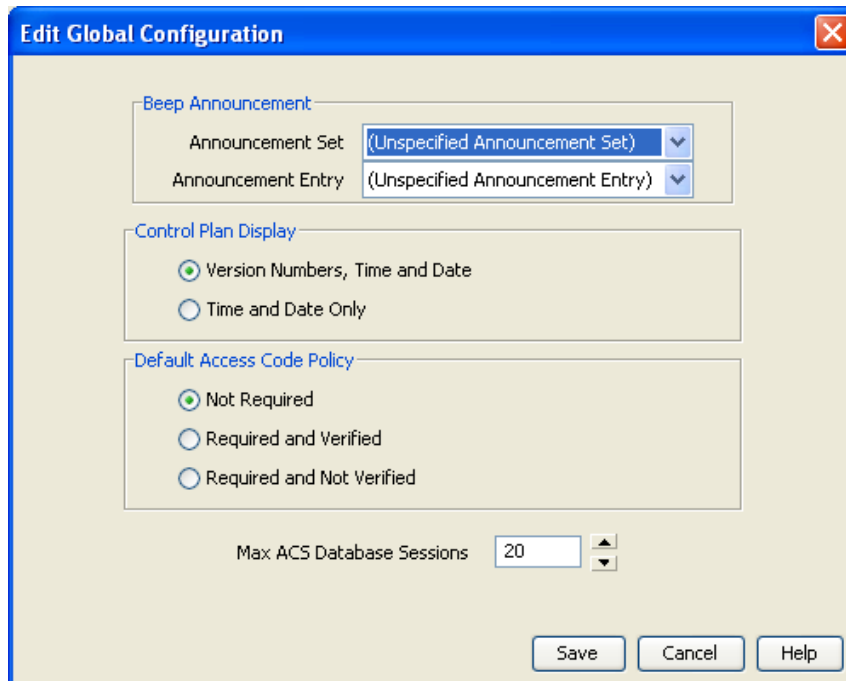 Edit Global Configuration
Beep Announcement
Announcement Set (Unspecified Announcement Set)
Announcement Entry (Unspecified Announcement Entry)
Control Plan Display
Version Numbers, Time and Date
Time and Date Only
Default Access Code Policy
Not Required
Required and Verified
Required and Not Verified
Max ACS Database Sessions 20
Save Cancel Help